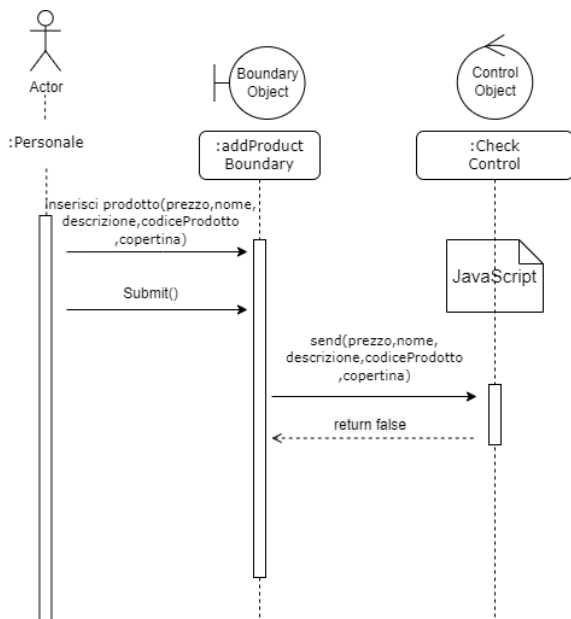 Actor
:Personale
Boundary
Object
:addProduct
Boundary
Control
Object
:Check
Control
Inserisci prodotto(prezzo,nome,
descrizione,codiceProdotto
,copertina)
Submit()
JavaScript
send(prezzo,nome,
descrizione,codiceProdotto
,copertina)
return false